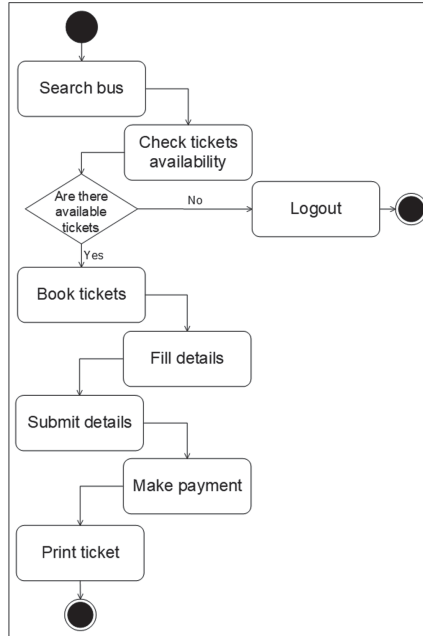 Search bus
Check tickets
availability
Are there
available
tickets
No
Logout
Yes
Book tickets
Fill details
Submit details
Make payment
Print ticket